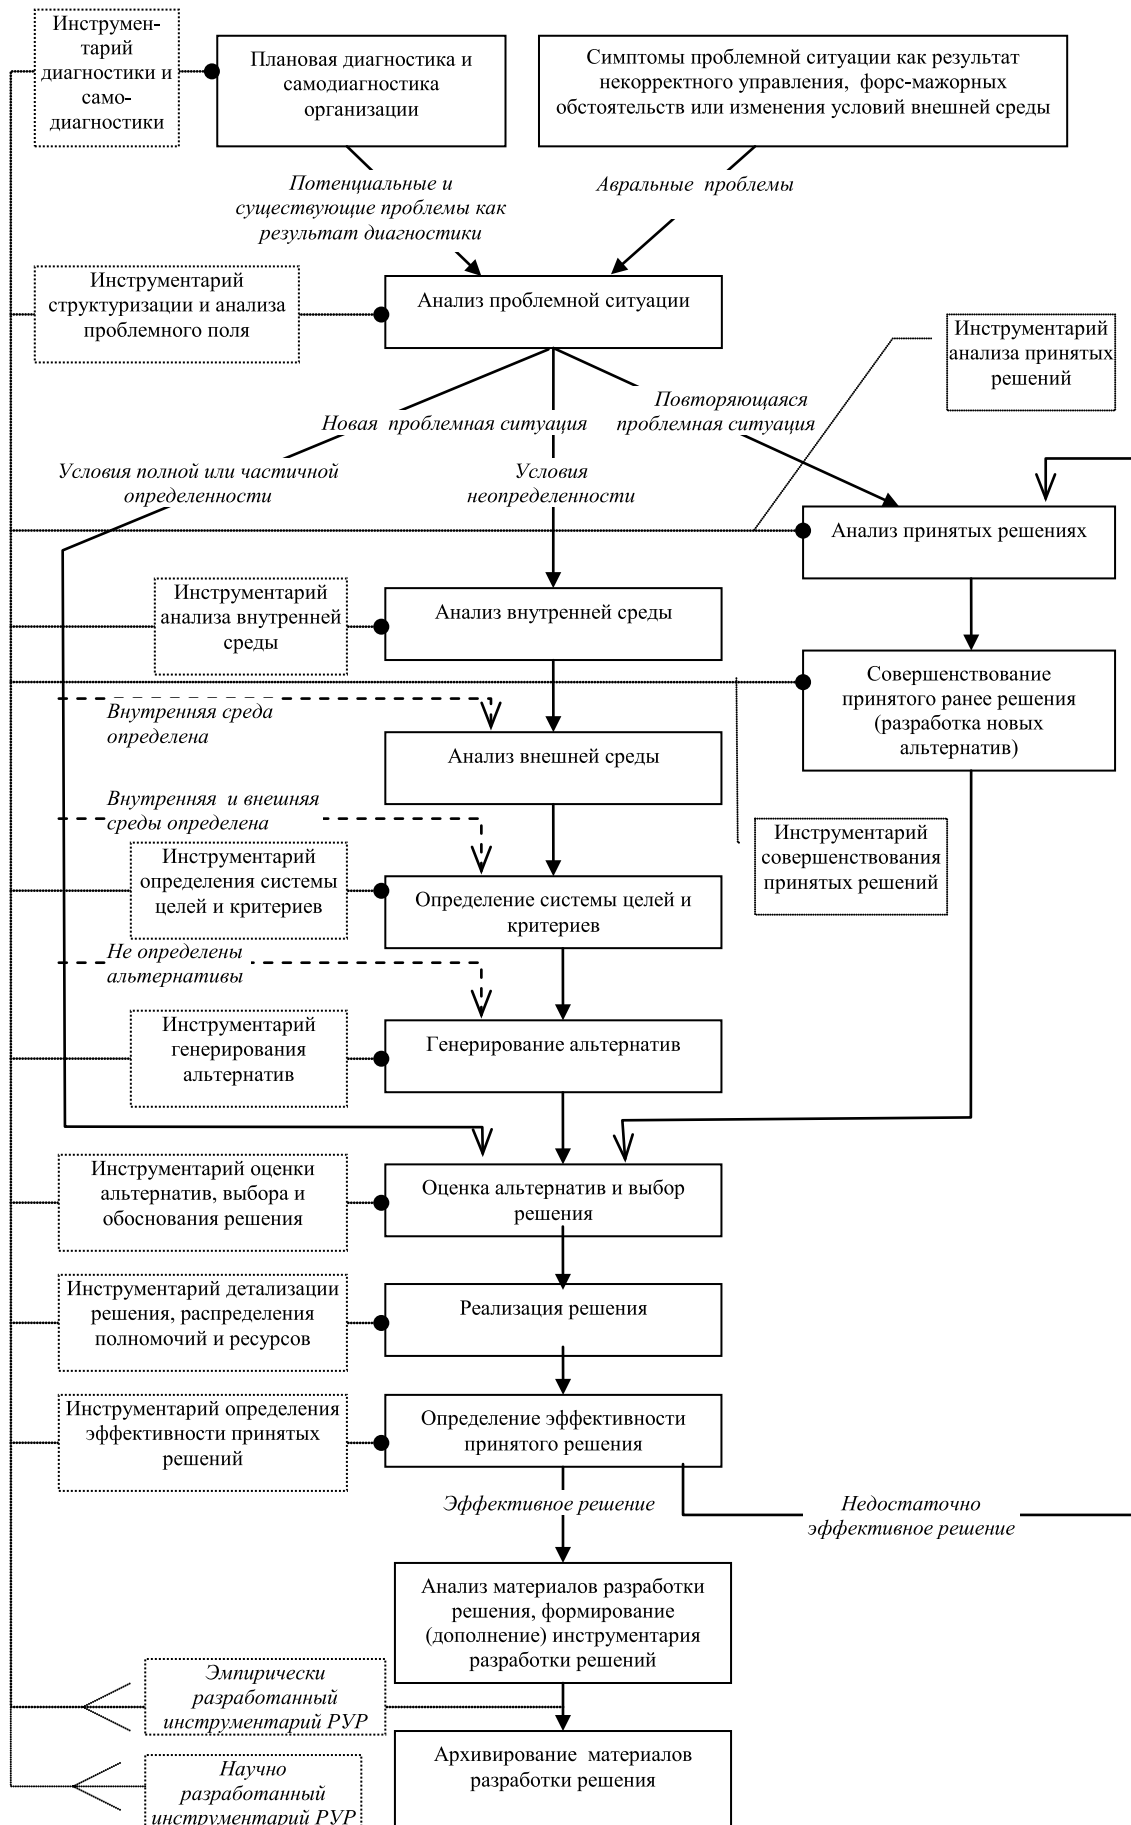 Инструмен-
тарий
диагностики и
само-
диагностики
Плановая диагностика и
самодиагностика
организации
Симптомы проблемной ситуации как результат
некорректного управления, форс-мажорных
обстоятельств или изменения условий внешней среды
Потенциальные и
существующие проблемы как
результат диагностики
Авральные проблемы
Инструментарий
структуризации и анализа
проблемного поля
Анализ проблемной ситуации
Инструментарий
анализа принятых
решений
Новая проблемная ситуация
Повторяющаяся
проблемная ситуация
Условия полной или частичной
определенности
Условия
неопределенности
Анализ принятых решениях
Инструментарий
анализа внутренней
среды
Анализ внутренней среды
Совершенствование
принятого ранее решения
(разработка новых
альтернатив)
Внутренняя среда
определена
Анализ внешней среды
Внутренняя и внешняя
среды определена
Инструментарий
совершенствования
принятых решений
Инструментарий
определения системы
целей и критериев
Определение системы целей и
критериев
Не определены
альтернативы
Инструментарий
генерирования
альтернатив
Генерирование альтернатив
Инструментарий оценки
альтернатив, выбора и
обоснования решения
Оценка альтернатив и выбор
решения
Инструментарий детализации
решения, распределения
полномочий и ресурсов
Реализация решения
Инструментарий определения
эффективности принятых
решений
Определение эффективности
принятого решения
Эффективное решение
Недостаточно
эффективное решение
Анализ материалов разработки
решения, формирование
(дополнение) инструментария
разработки решений
Эмпирически
разработанный
инструментарий РУР
Архивирование материалов
разработки решения
Научно
разработанный
инструментарий РУР